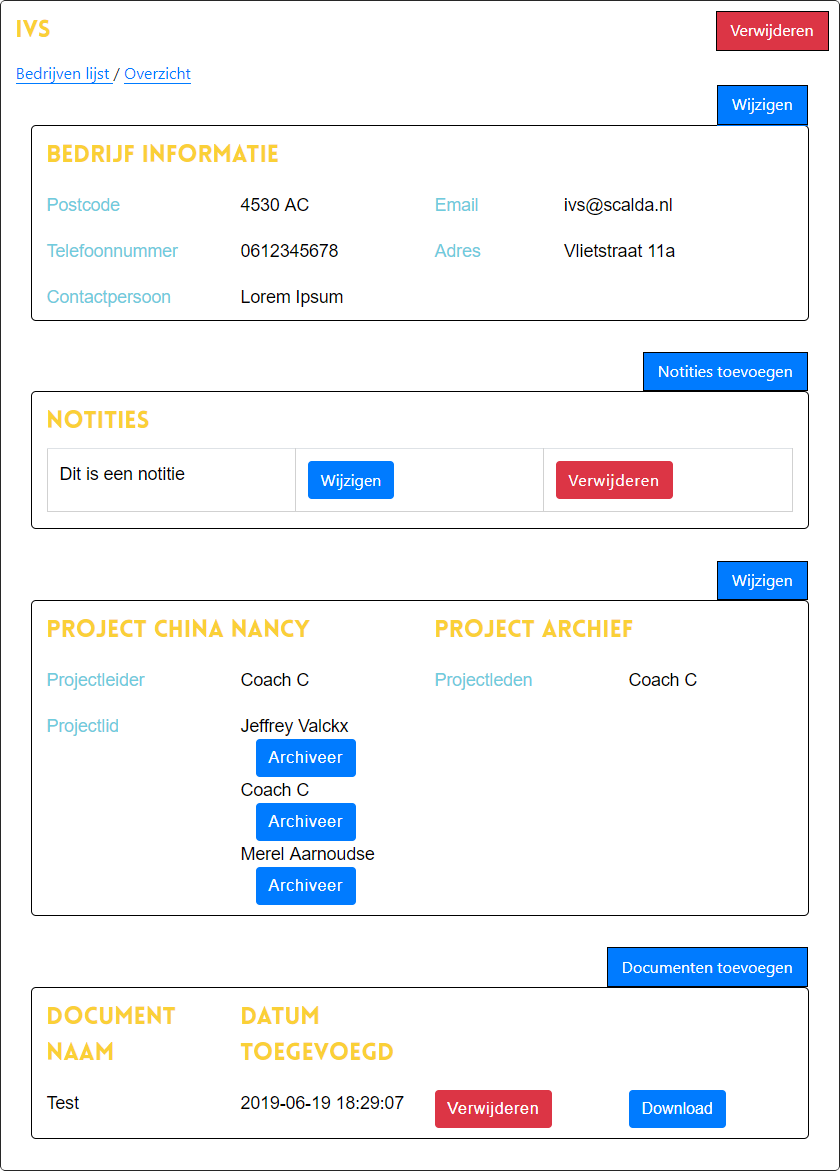 IVS
Verwijderen
Bedrijven lijst / Overzicht
Wijzigen
BEDRIJF INFORMATIE
Postcode 4530 AC Email ivs@scalda.nl
Telefoonnummer 0612345678 Adres Vlietstraat 11a
Contactpersoon Lorem Ipsum
Notities toevoegen
NOTITIES
Dit is een notitie Wijzigen Verwijderen
Wijzigen
PROJECT CHINA NANCY PROJECT ARCHIEF
Projectleider Coach C Projectleden Coach C
Projectlid Jeffrey Valckx
Archiveer
Coach C
Archiveer
Merel Aarnoudse
Archiveer
Documenten toevoegen
DOCUMENT DATUM
NAAM TOEGEVOEGD
Test 2019-06-19 18:29:07 Verwijderen Download